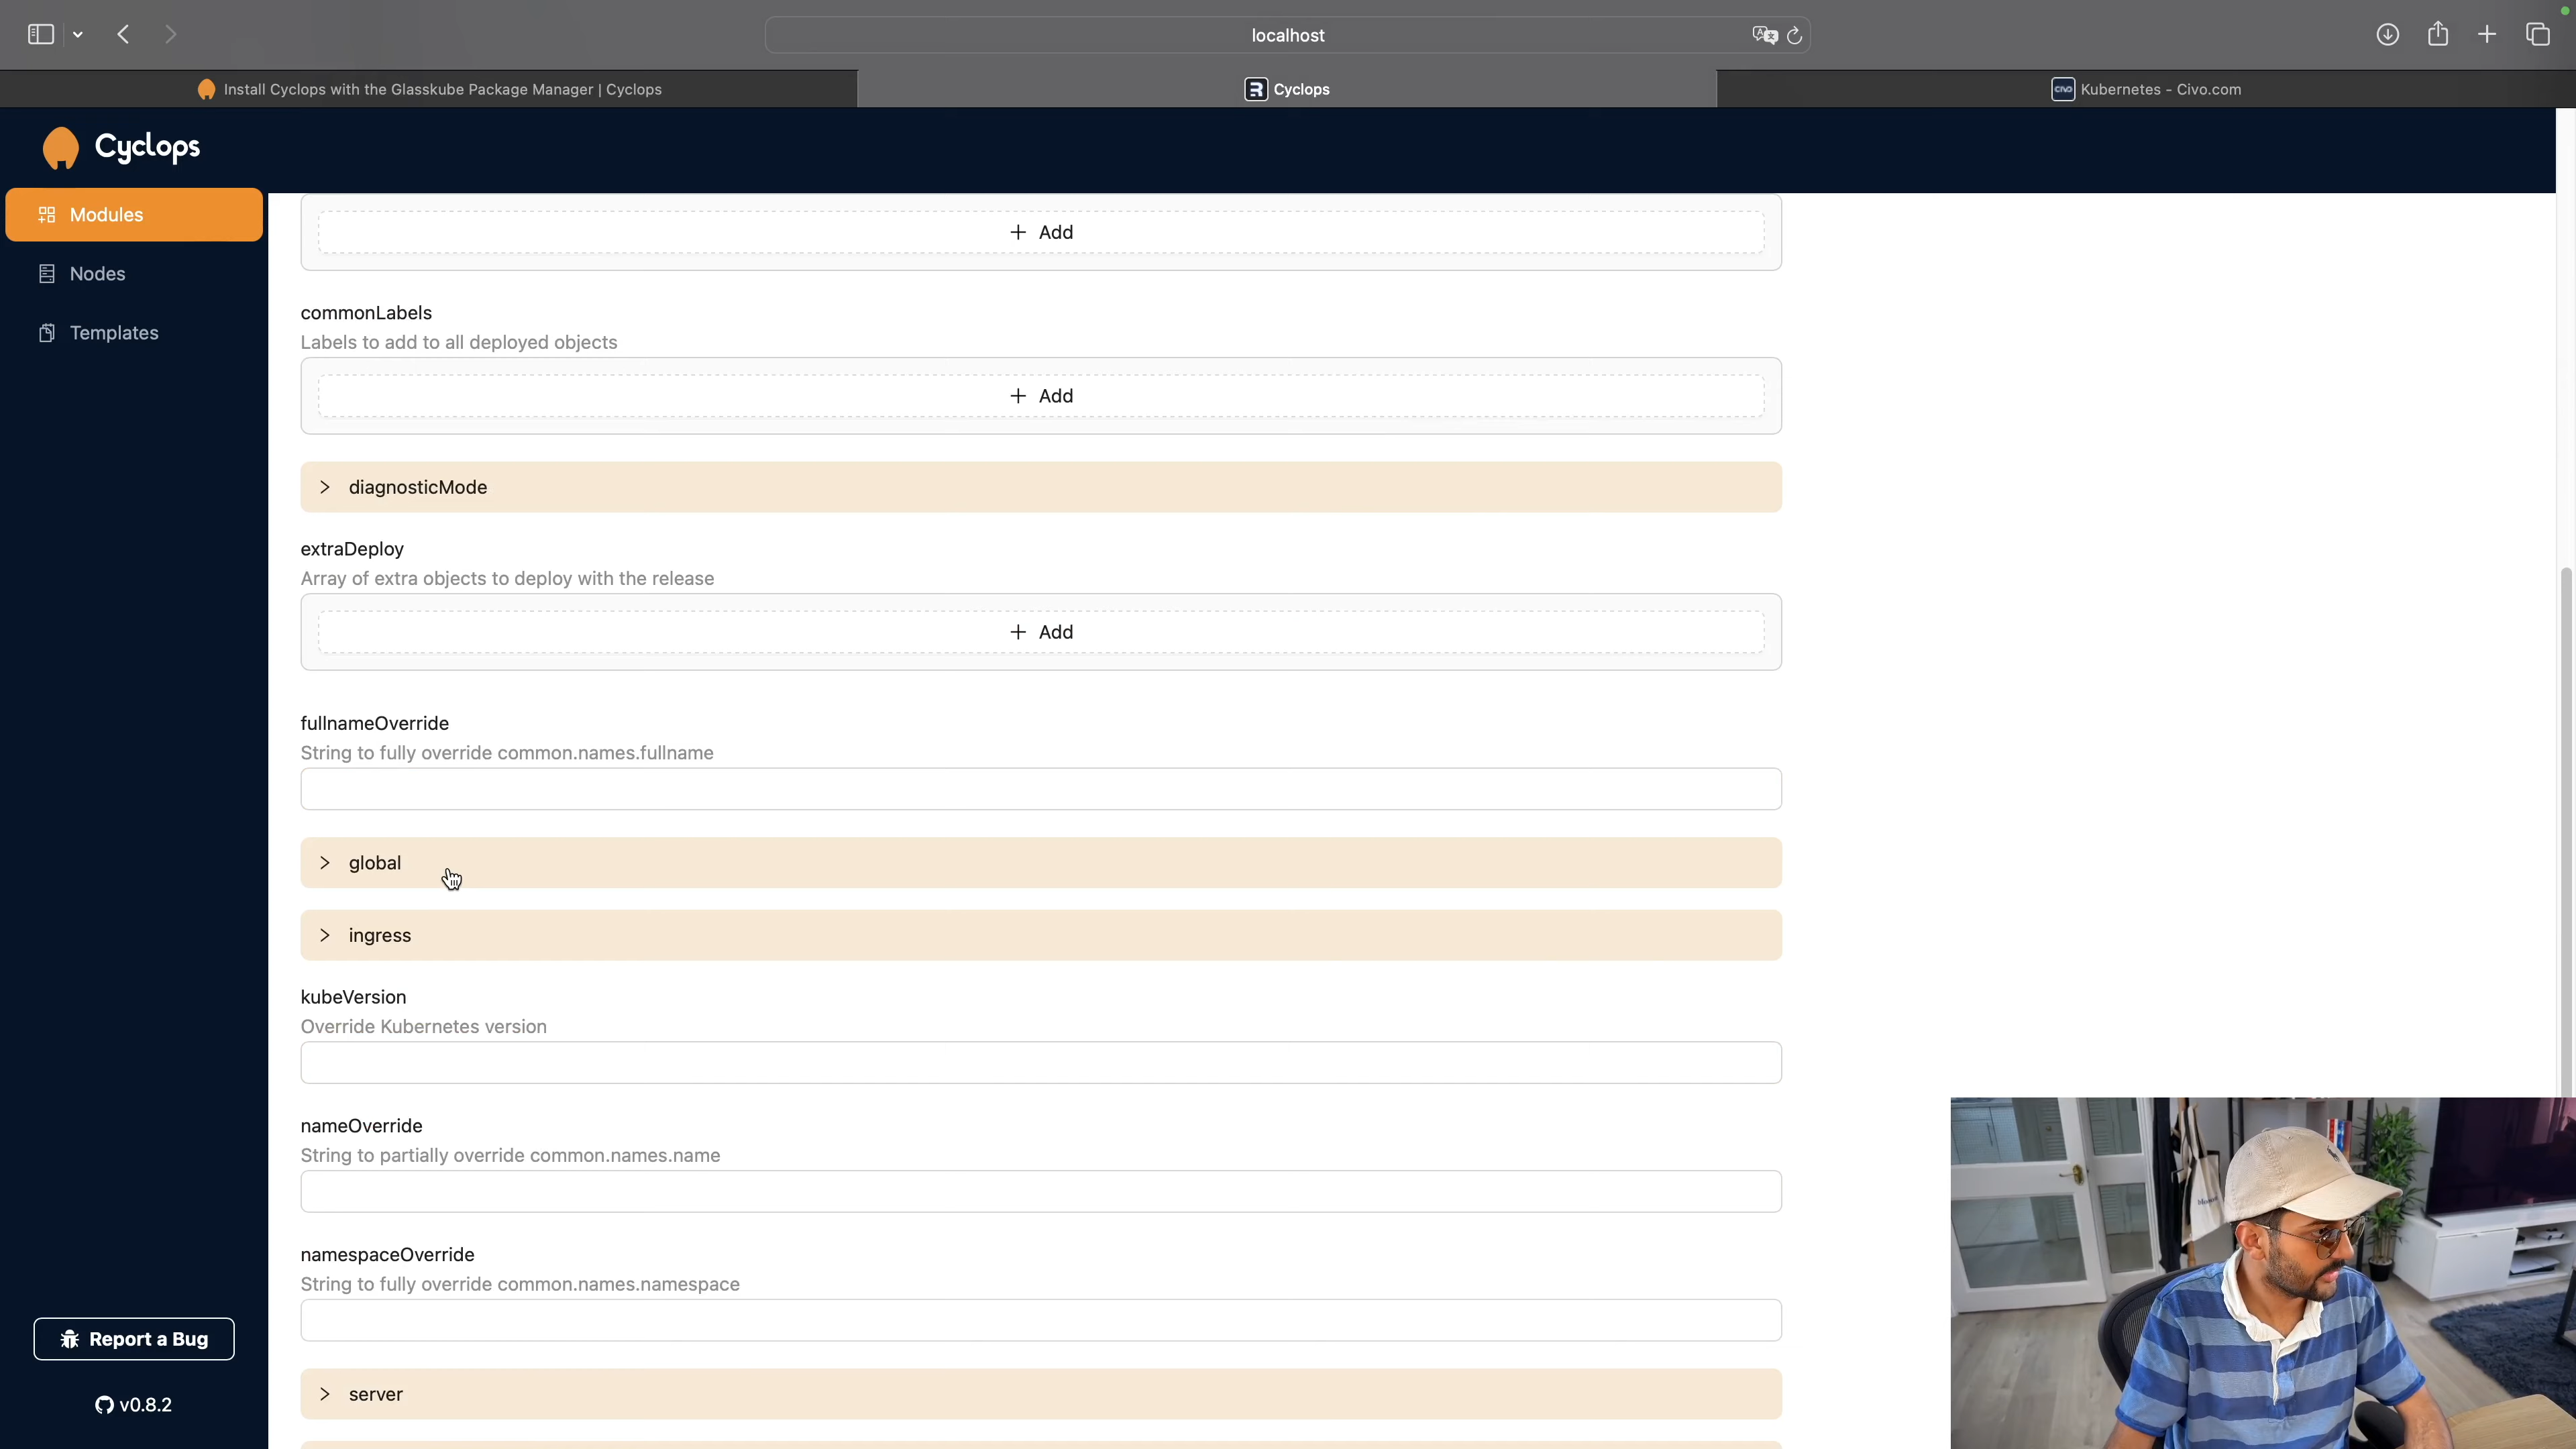 localhost
Install Cyclops with the Glasskube Package Manager | Cyclops
Cyclops
CIVO Kubernetes - Civo.com
Cyclops
Modules
Nodes
Templates
+ Add
commonLabels
Labels to add to all deployed objects
+ Add
> diagnosticMode
extraDeploy
Array of extra objects to deploy with the release
+ Add
fullnameOverride
String to fully override common.names.fullname
> global
> ingress
kubeVersion
Override Kubernetes version
nameOverride
String to partially override common.names.name
namespaceOverride
String to fully override common.names.namespace
> server
Report a Bug
v0.8.2